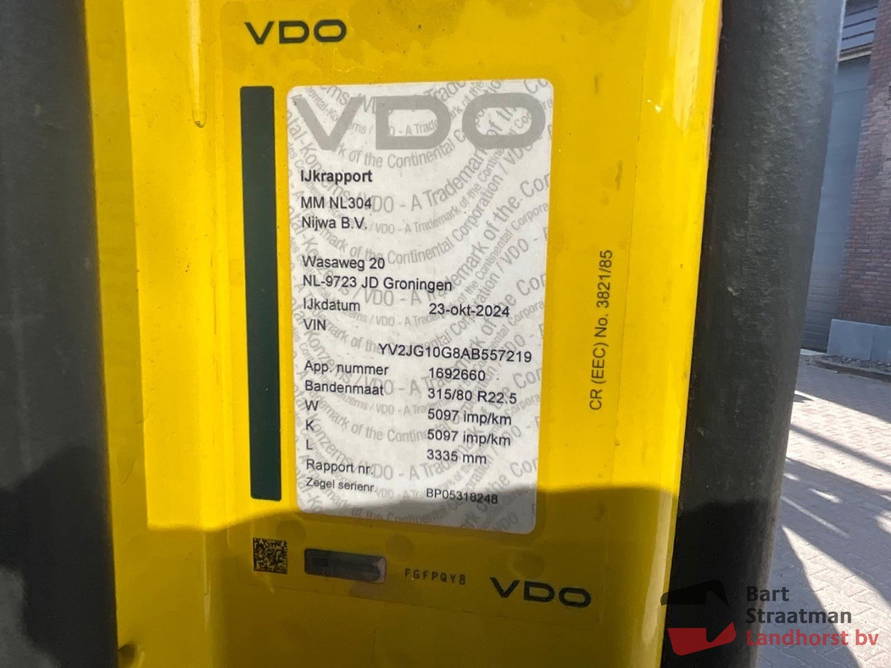 VDO
VDO
IJkrapport
MM NL304
Nijwa B.V.
Wasaweg 20
NL-9723 JD Groningen
IJkdatum 23-okt-2024
VIN
YV2JG10G8AB557219
App. nummer 1692660
Bandenmaat 315/80 R22.5
W 5097 imp/km
K 5097 imp/km
L 3335 mm
Rapport nr.
Zegel serienr. BP05318248
CR (EEC) No. 3821/85
FGFPQY8
VDO
Bart
Straatman
Landhorst bv